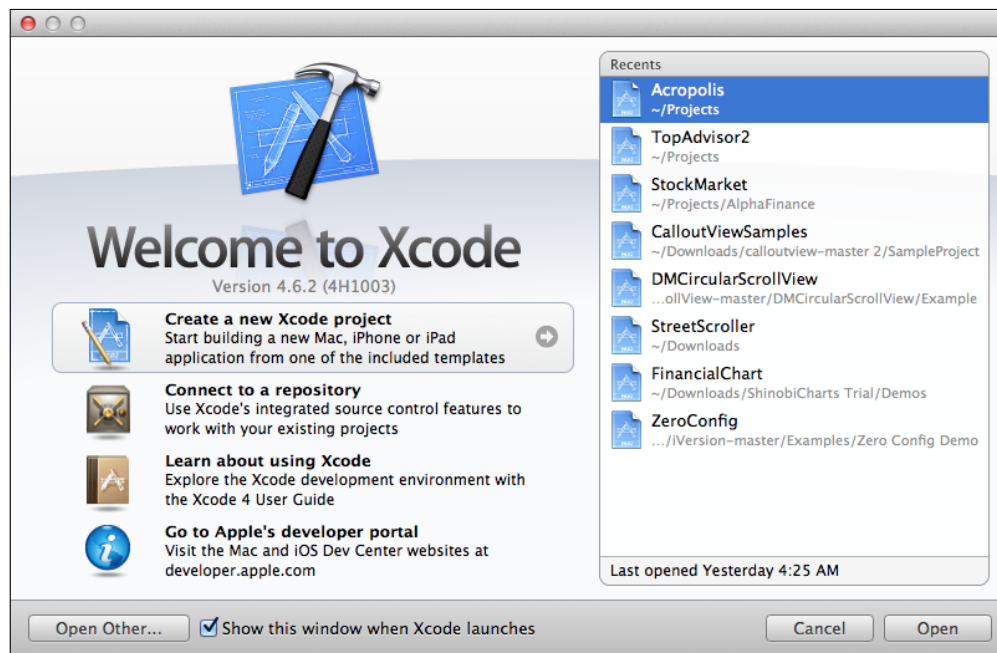 Welcome to Xcode
Version 4.6.2 (4H1003)
Create a new Xcode project
Start building a new Mac, iPhone or iPad
application from one of the included templates
Connect to a repository
Use Xcode's integrated source control features to
work with your existing projects
Learn about using Xcode
Explore the Xcode development environment with
the Xcode 4 User Guide
Go to Apple's developer portal
Visit the Mac and iOS Dev Center websites at
developer.apple.com
Recents
Acropolis
~/Projects
TopAdvisor2
~/Projects
StockMarket
~/Projects/AlphaFinance
CalloutViewSamples
~/Downloads/calloutview-master 2/SampleProject
DMCircularScrollView
...ollView-master/DMCircularScrollView/Example
StreetScroller
~/Downloads
FinancialChart
~/Downloads/ShinobiCharts Trial/Demos
ZeroConfig
.../iVersion-master/Examples/Zero Config Demo
Last opened Yesterday 4:25 AM
Open Other...
Show this window when Xcode launches
Cancel
Open